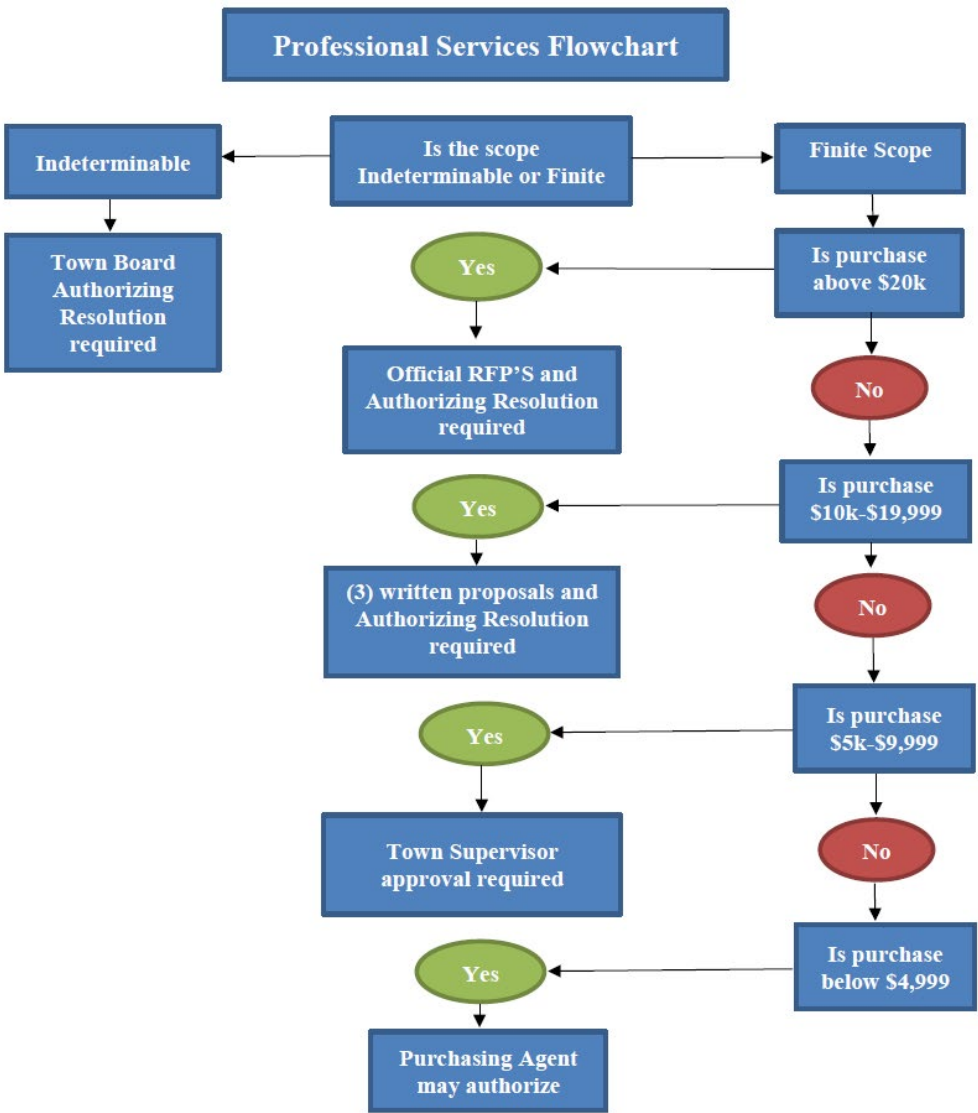 Professional Services Flowchart
Indeterminable
Is the scope
Indeterminable or Finite
Finite Scope
Town Board
Authorizing
Resolution
required
Yes
Is purchase
above $20k
Official RFP'S and
Authorizing Resolution
required
No
Yes
Is purchase
$10k-$19,999
(3) written proposals and
Authorizing Resolution
required
No
Yes
Is purchase
$5k-$9,999
Town Supervisor
approval required
No
Yes
Is purchase
below $4,999
Purchasing Agent
may authorize